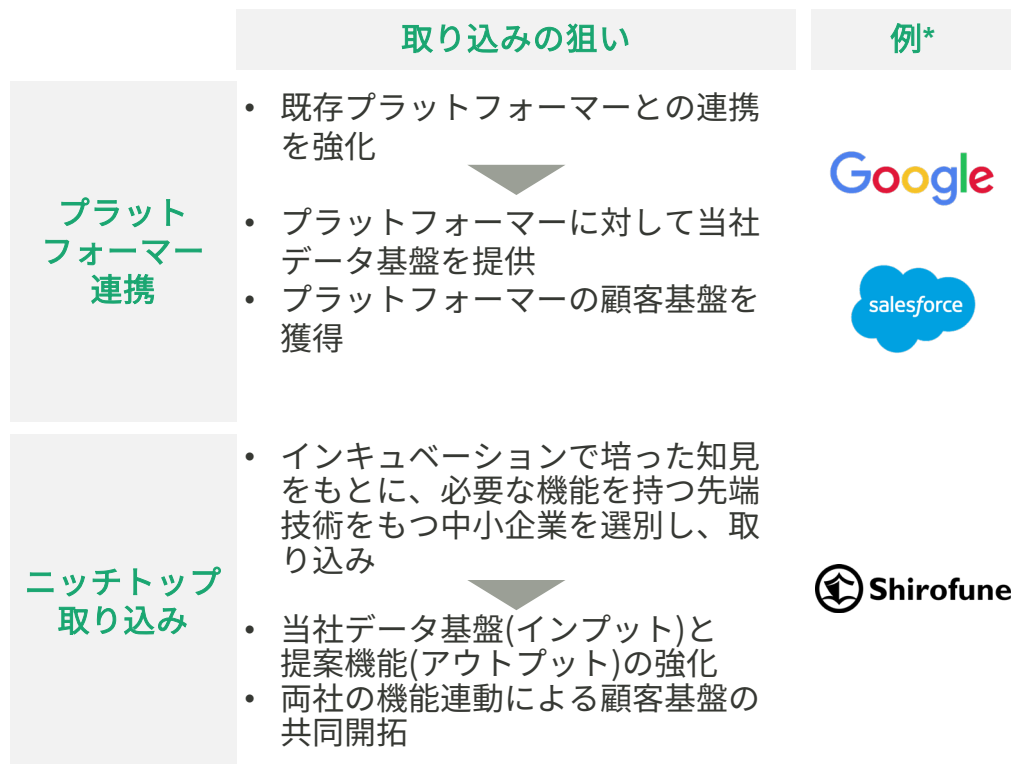 取り込みの狙い
例*
プラット
フォーマー
連携
• 既存プラットフォーマーとの連携
を強化
• プラットフォーマーに対して当社
データ基盤を提供
• プラットフォーマーの顧客基盤を
獲得
Google
salesforce
ニッチトップ
取り込み
• インキュベーションで培った知見
をもとに、必要な機能を持つ先端
技術をもつ中小企業を選別し、取
り込み
• 当社データ基盤(インプット)と
提案機能(アウトプット)の強化
• 両社の機能連動による顧客基盤の
共同開拓
Shirofune